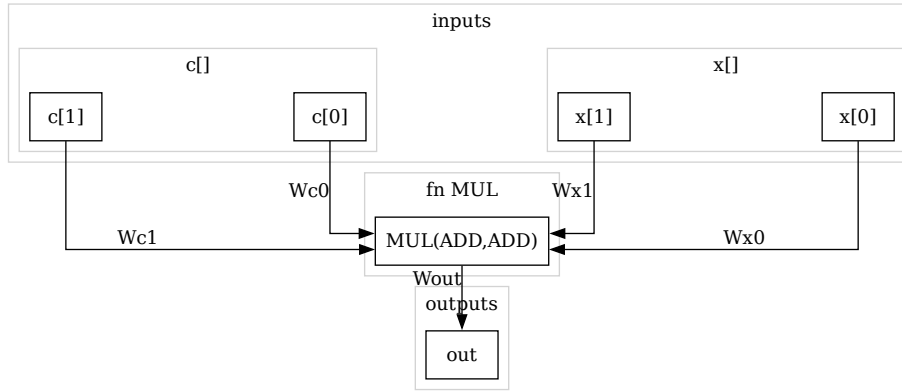 inputs
c[]
x[]
c[1]
c[0]
x[1]
x[0]
Wc0
fn MUL
Wx1
Wc1
MUL(ADD,ADD)
Wx0
Wout
outputs
out